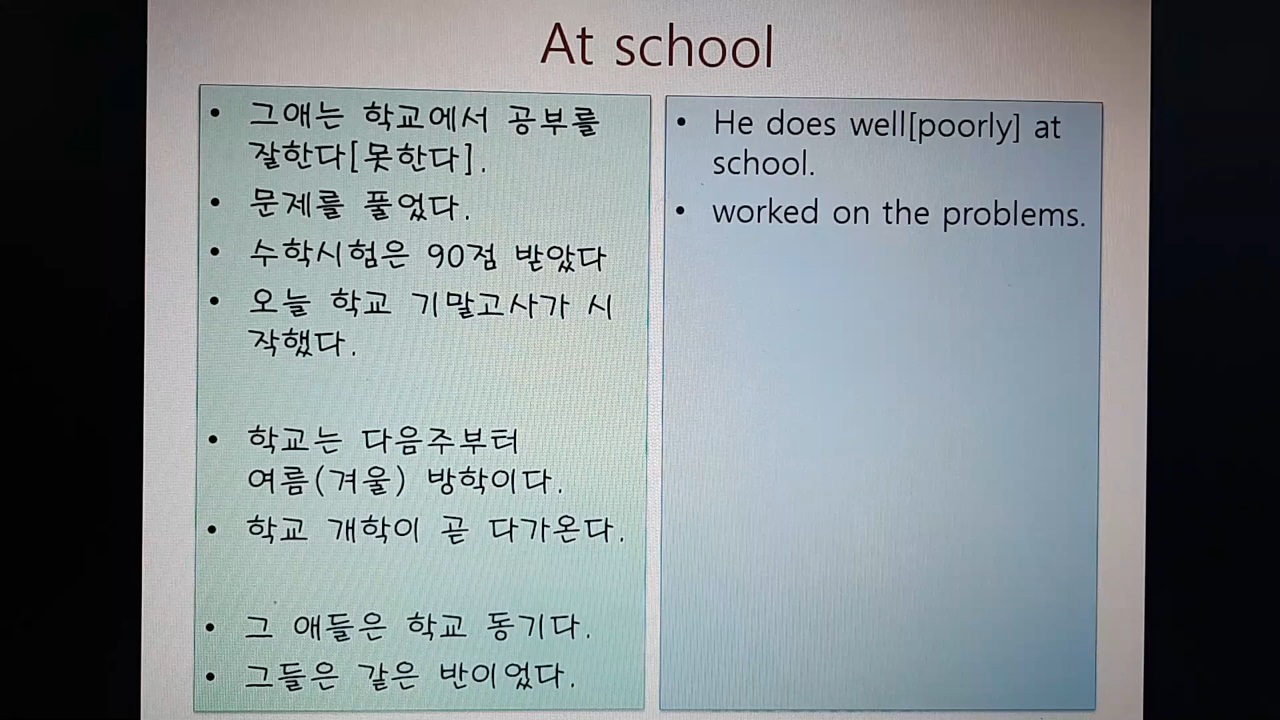 At school
• 그애는 학교에서 공부를
잘한다[못한다].
• 문제를 풀었다.
• 수학시험은 90점 받았다
• 오늘 학교 기말고사가 시
작했다.
• 학교는 다음주부터
여름(겨울) 방학이다.
• 학교 개학이 곧 다가온다.
• 그 애들은 학교 동기다.
• 그들은 같은 반이었다.
• He does well[poorly] at
school.
• worked on the problems.